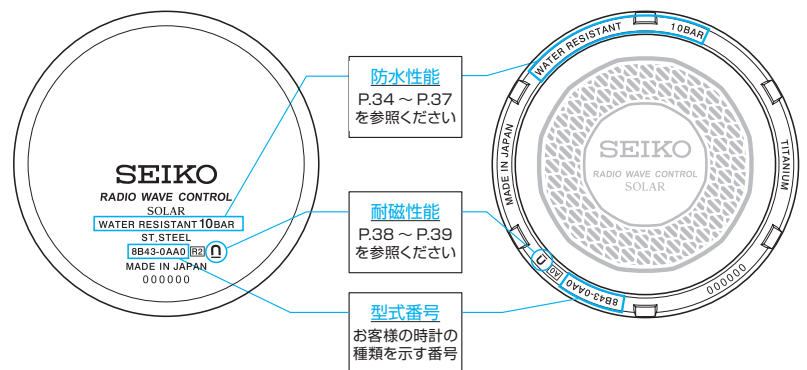 SEIKO
RADIO WAVE CONTROL
SOLAR
WATER RESISTANT 10BAR
ST.STEEL
8B43-0AA0 R2
MADE IN JAPAN
000000
防水性能
P.34 ～ P.37
を参照ください
耐磁性能
P.38 ～ P.39
を参照ください
型式番号
お客様の時計の
種類を示す番号
WATER RESISTANT 10BAR
MADE IN JAPAN
TITANIUM
SEIKO
RADIO WAVE CONTROL
SOLAR
8B43-0AA0 A0
000000